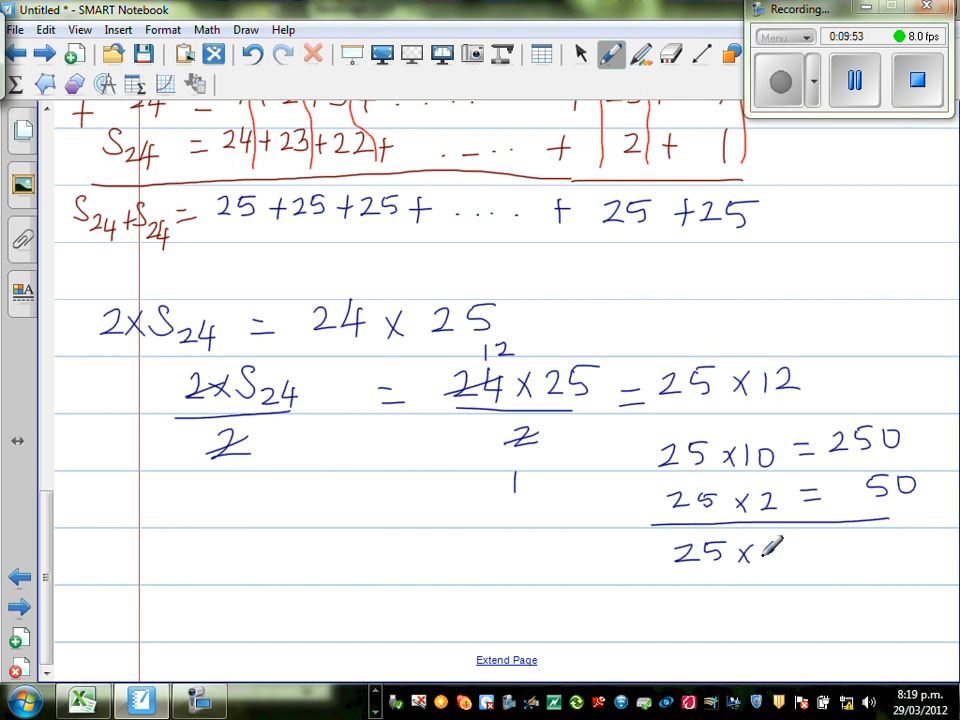 Untitled * - SMART Notebook
Recording...
File Edit View Insert Format Math Draw Help
Menu 0:09:53 8.0 fps
+ 24 =
S24 = 24+23+22+ . _ . . + 2 + 1
S24+S24 = 25 +25 +25 + .... + 25 +25
2×S24 = 24 × 25
12
2×S24 = 24 × 25 = 25 × 12
2 2
1
25 ×10 = 250
25 × 2 = 50
25 ×
Extend Page
8:19 p.m.
29/03/2012